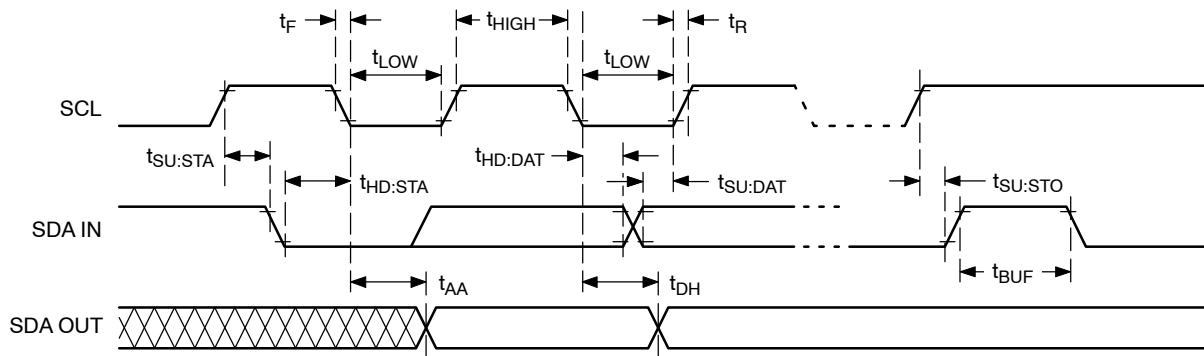 tF
tHIGH
tR
tLOW
tLOW
SCL
tSU:STA
tHD:STA
tHD:DAT
tSU:DAT
tSU:STO
SDA IN
tBUF
tAA
tDH
SDA OUT